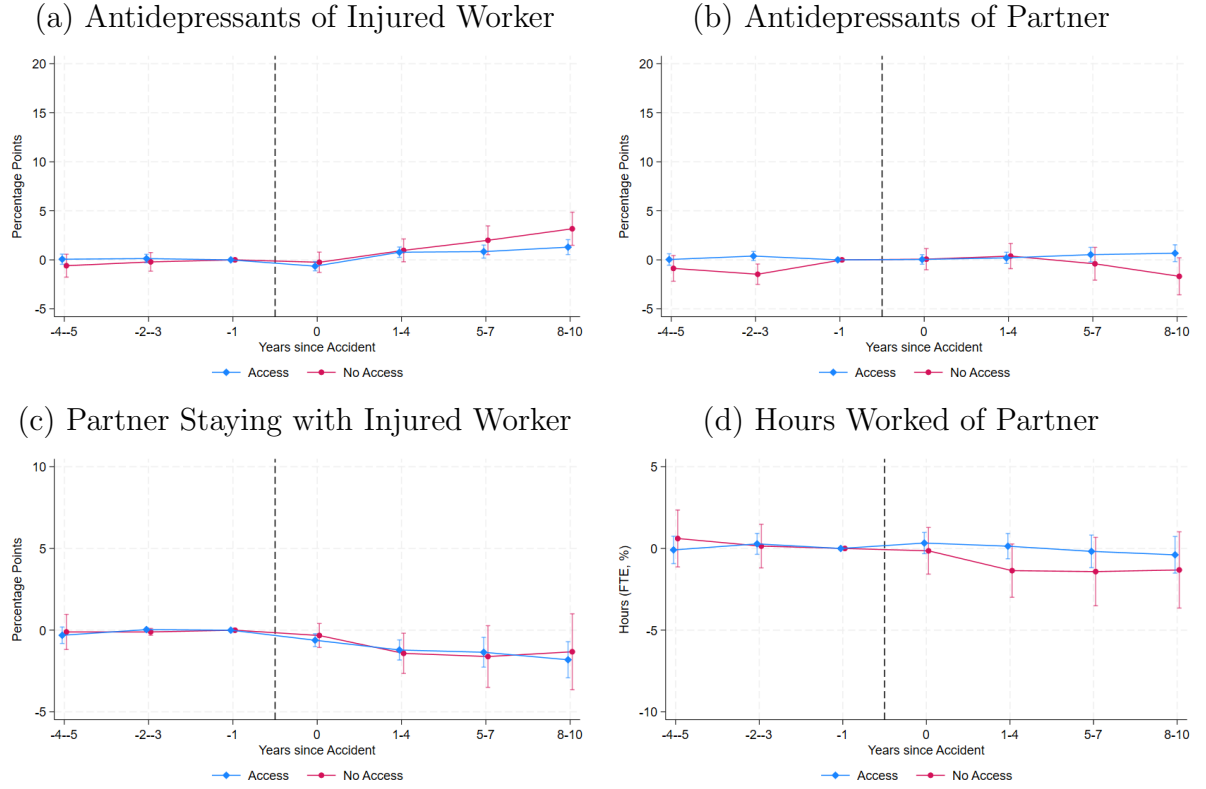 (a) Antidepressants of Injured Worker
(b) Antidepressants of Partner
20
15
10
5
0
-5
Percentage Points
-4--5 -2--3 -1 0 1-4 5-7 8-10
Years since Accident
Access No Access
20
15
10
5
0
-5
Percentage Points
-4--5 -2--3 -1 0 1-4 5-7 8-10
Years since Accident
Access No Access
(c) Partner Staying with Injured Worker
(d) Hours Worked of Partner
10
5
0
-5
Percentage Points
-4--5 -2--3 -1 0 1-4 5-7 8-10
Years since Accident
Access No Access
5
0
-5
-10
Hours (FTE, %)
-4--5 -2--3 -1 0 1-4 5-7 8-10
Years since Accident
Access No Access